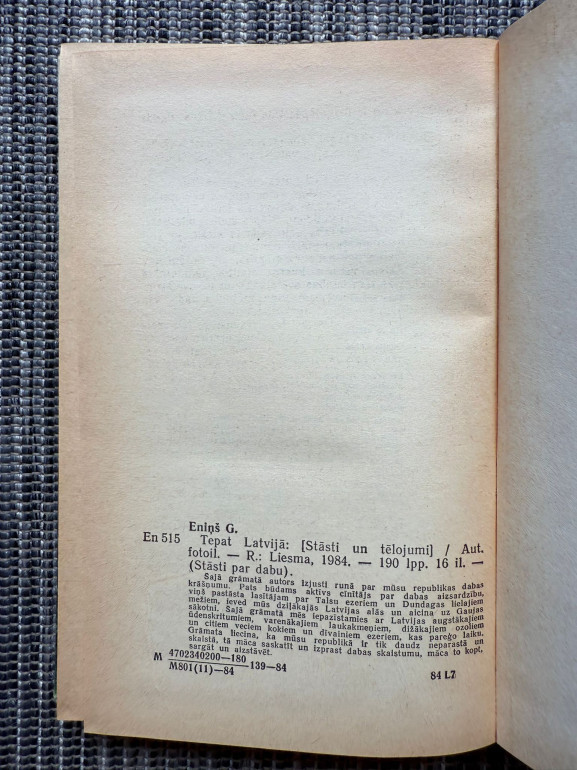 Eniņš G.
En 515 Tepat Latvijā: [Stāsti un tēlojumi] / Aut.
fotoil. — R.: Liesma, 1984. — 190 lpp. 16 il. —
(Stāsti par dabu).
Šajā grāmatā autors izjusti runā par mūsu republikas dabas
krāšņumu. Pats būdams aktīvs cīnītājs par dabas aizsardzību,
viņš pastāsta lasītājam par Talsu ezeriem un Dundagas lielajiem
mežiem, ieved mūs dziļākajās Latvijas alās un aicina uz Gaujas
sākotni. Šajā grāmatā mēs iepazīstamies ar Latvijas augstākajiem
ūdenskritumiem, varenākajiem laukakmeņiem, dižākajiem ozoliem
un citiem veciem kokiem un dīvainiem ezeriem, kas pareģo laiku.
Grāmata liecina, ka mūsu republikā ir tik daudz neparastā un
skaistā, tā māca saskatīt un izprast dabas skaistumu, māca to kopt,
sargāt un aizstāvēt.
M 4702340200—180
M801(11)—84 139—84
84 L7